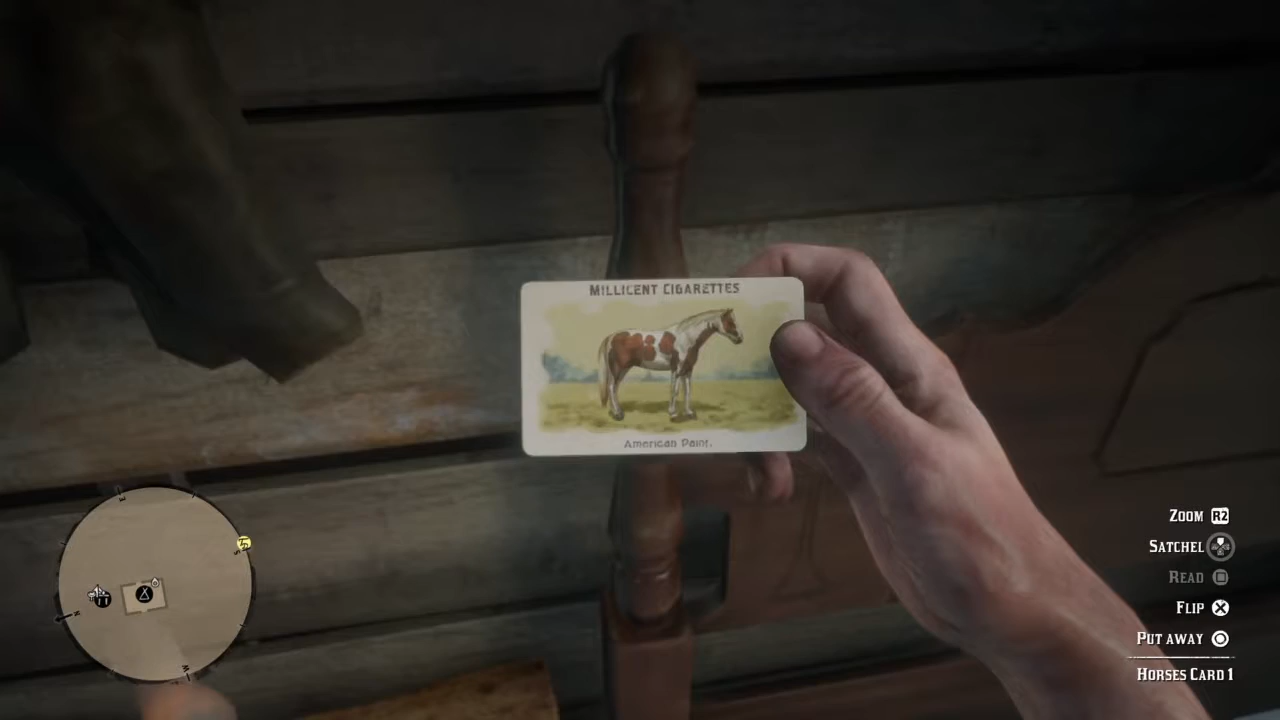 MILLICENT CIGARETTES
American Paint.
ZOOM R2
SATCHEL
READ
FLIP
PUT AWAY
HORSES CARD 1